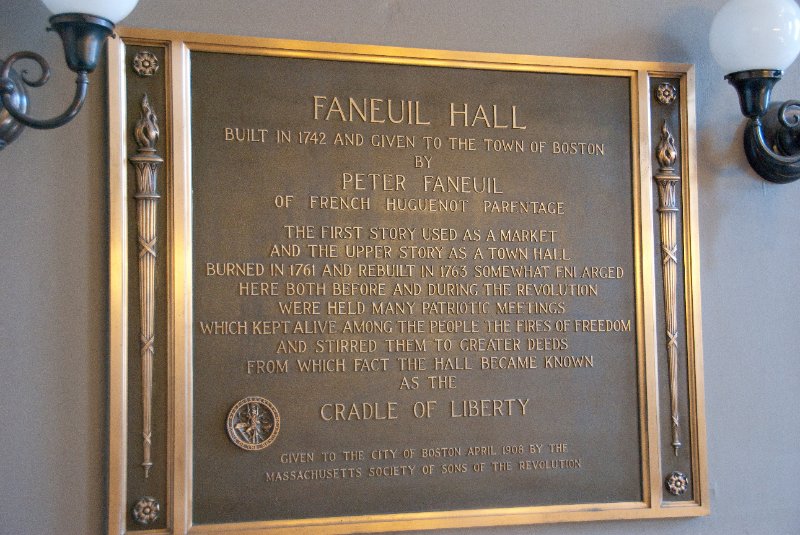 FANEUIL HALL
BUILT IN 1742 AND GIVEN TO THE TOWN OF BOSTON
BY
PETER FANEUIL
OF FRENCH HUGUENOT PARENTAGE
THE FIRST STORY USED AS A MARKET
AND THE UPPER STORY AS A TOWN HALL
BURNED IN 1761 AND REBUILT IN 1763 SOMEWHAT ENLARGED
HERE BOTH BEFORE AND DURING THE REVOLUTION
WERE HELD MANY PATRIOTIC MEETINGS
WHICH KEPT ALIVE AMONG THE PEOPLE THE FIRES OF FREEDOM
AND STIRRED THEM TO GREATER DEEDS
FROM WHICH FACT THE HALL BECAME KNOWN
AS THE
CRADLE OF LIBERTY
GIVEN TO THE CITY OF BOSTON APRIL 1908 BY THE
MASSACHUSETTS SOCIETY OF SONS OF THE REVOLUTION